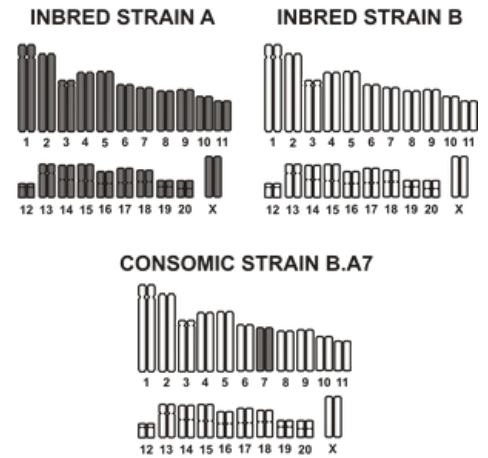 INBRED STRAIN A
1 2 3 4 5 6 7 8 9 10 11
12 13 14 15 16 17 18 19 20 X
INBRED STRAIN B
1 2 3 4 5 6 7 8 9 10 11
12 13 14 15 16 17 18 19 20 X
CONSOMIC STRAIN B.A7
1 2 3 4 5 6 7 8 9 10 11
12 13 14 15 16 17 18 19 20 X